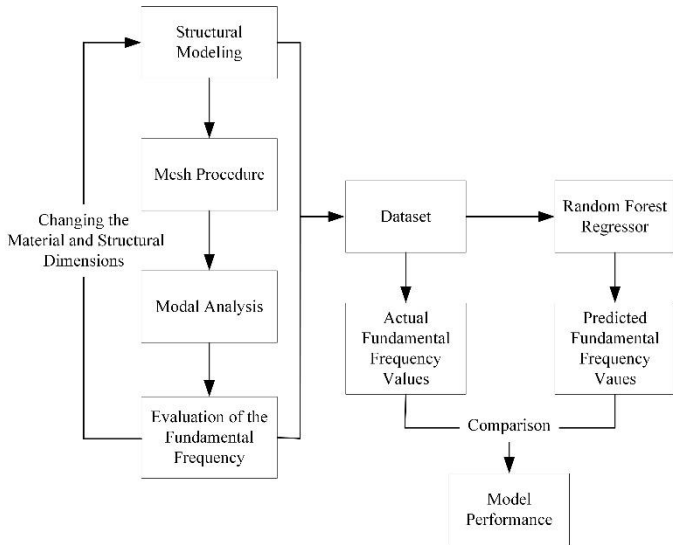 Structural
Modeling
Mesh Procedure
Changing the
Material and Structural
Dimensions
Modal Analysis
Evaluation of the
Fundamental
Frequency
Dataset
Random Forest
Regressor
Actual
Fundamental
Frequency
Values
Predicted
Fundamental
Frequency
Vaues
Comparison
Model
Performance